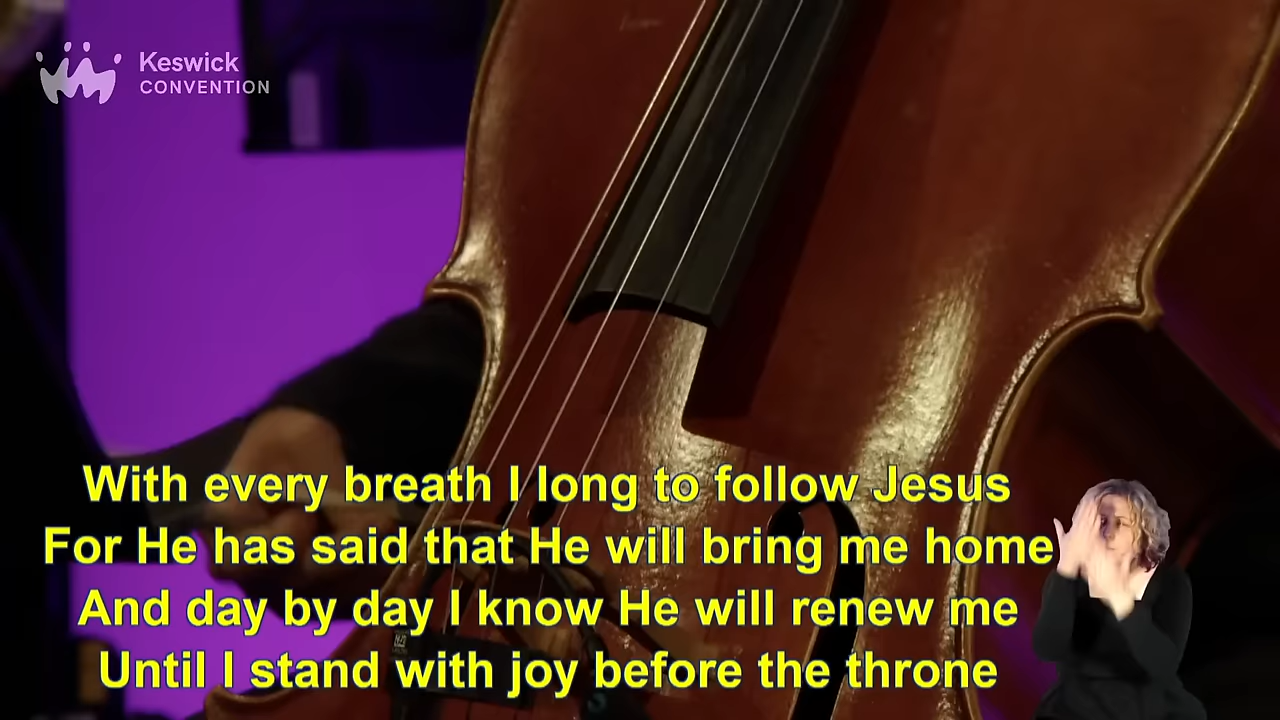 Keswick
CONVENTION
With every breath I long to follow Jesus
For He has said that He will bring me home
And day by day I know He will renew me
Until I stand with joy before the throne